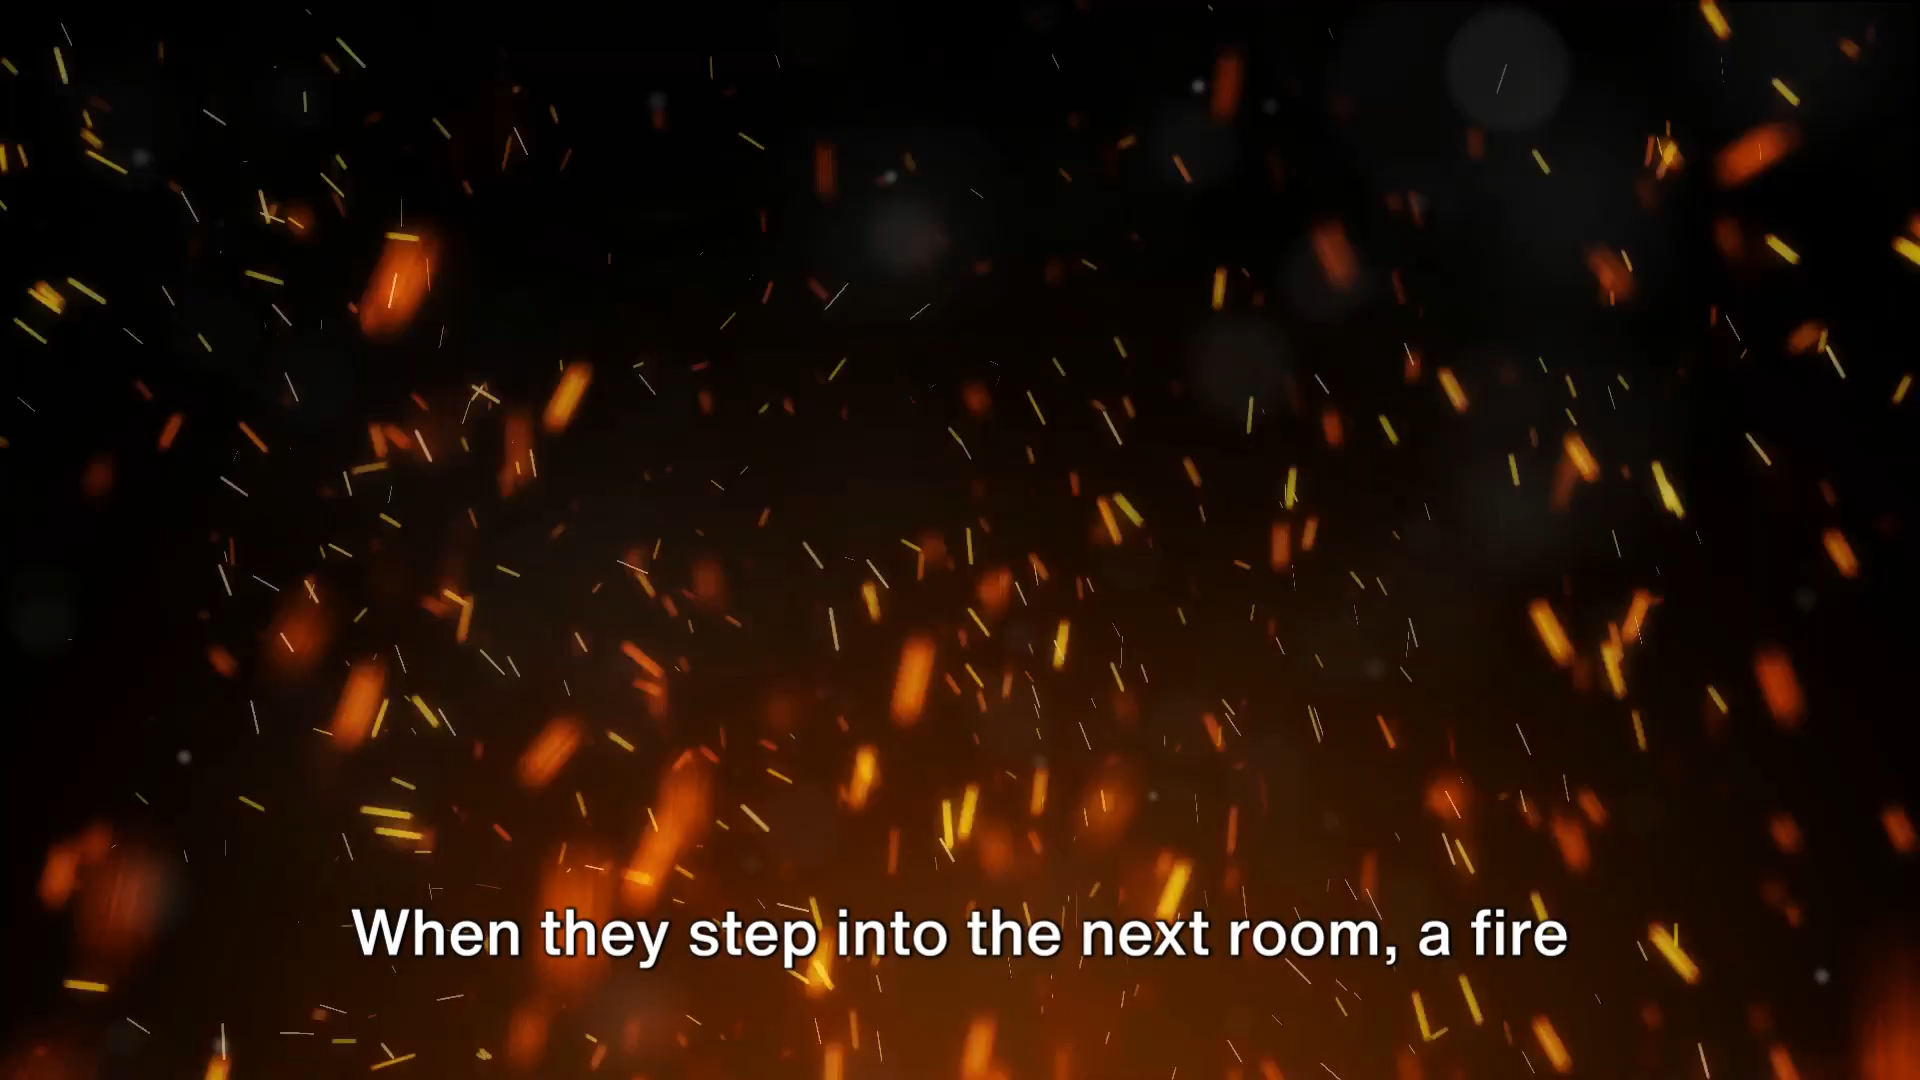 When they step into the next room, a fire